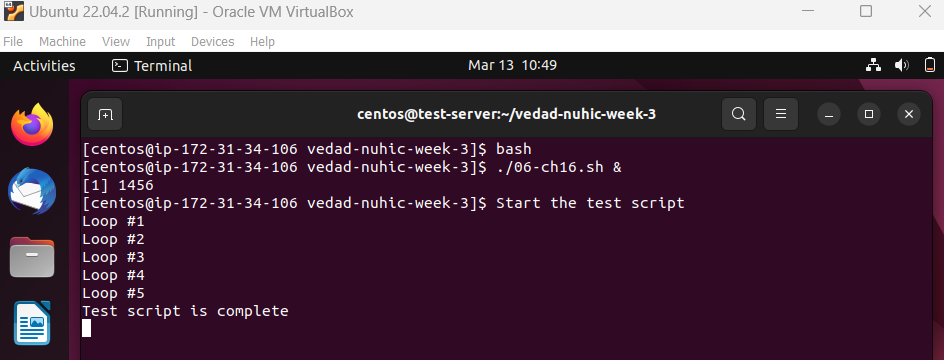 Ubuntu 22.04.2 [Running] - Oracle VM VirtualBox
File Machine View Input Devices Help
Activities Terminal Mar 13 10:49
centos@test-server:~/vedad-nuhic-week-3
[centos@ip-172-31-34-106 vedad-nuhic-week-3]$ bash
[centos@ip-172-31-34-106 vedad-nuhic-week-3]$ ./06-ch16.sh &
[1] 1456
[centos@ip-172-31-34-106 vedad-nuhic-week-3]$ Start the test script
Loop #1
Loop #2
Loop #3
Loop #4
Loop #5
Test script is complete